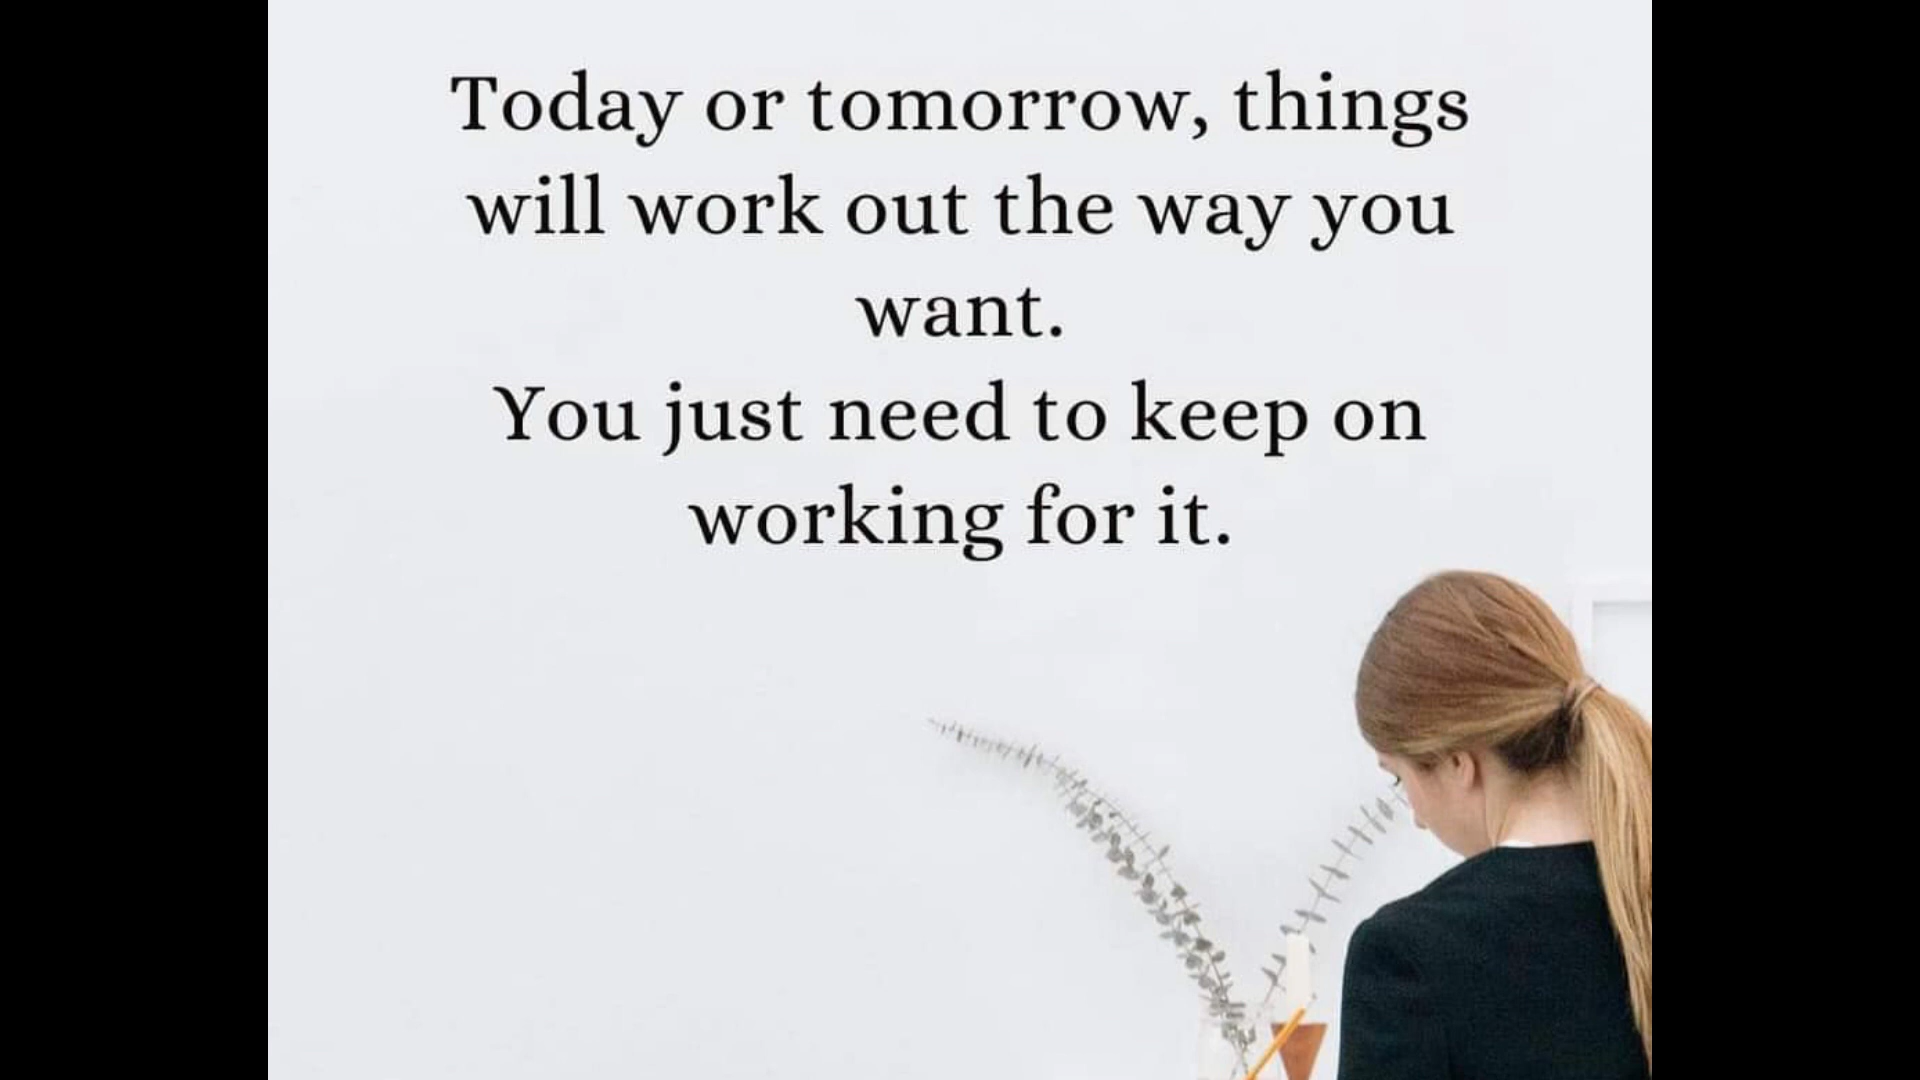 Today or tomorrow, things
will work out the way you
want.
You just need to keep on
working for it.